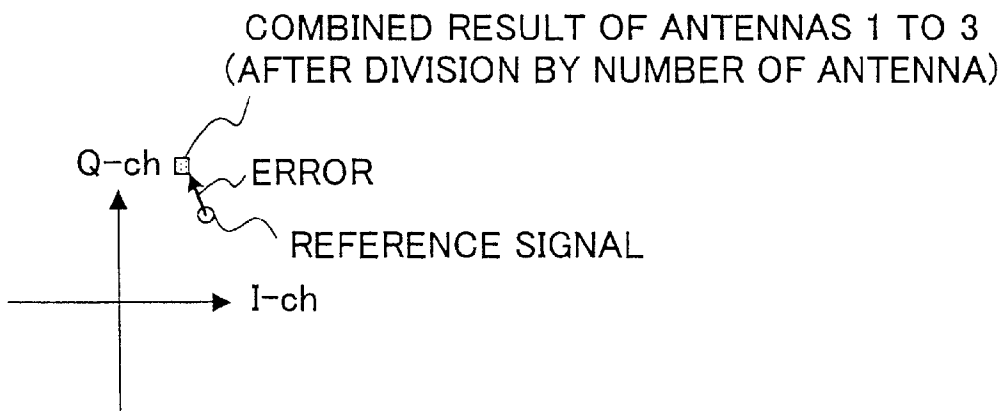 COMBINED RESULT OF ANTENNAS 1 TO 3
(AFTER DIVISION BY NUMBER OF ANTENNA)
Q-ch
ERROR
REFERENCE SIGNAL
I-ch